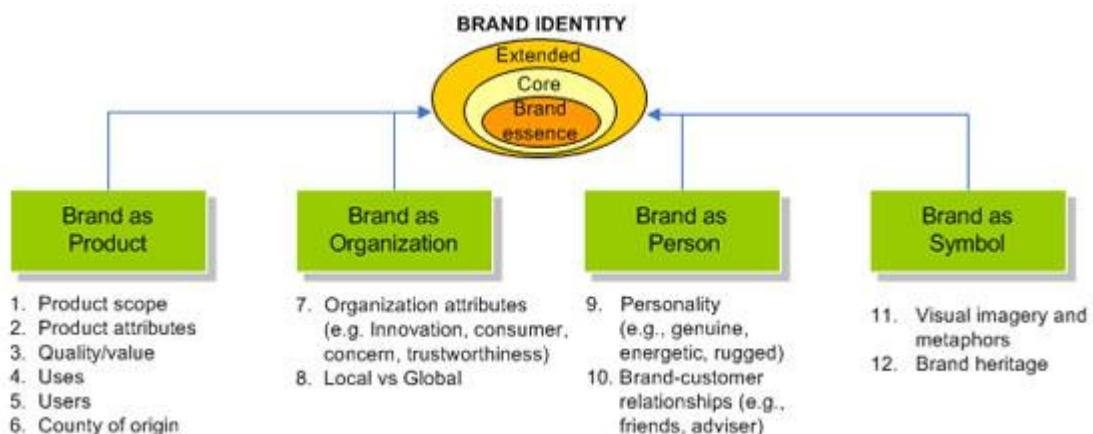 BRAND IDENTITY
Extended
Core
Brand
essence
Brand as
Product
Brand as
Organization
Brand as
Person
Brand as
Symbol
1. Product scope
2. Product attributes
3. Quality/value
4. Uses
5. Users
6. County of origin
7. Organization attributes
(e.g. Innovation, consumer,
concern, trustworthiness)
8. Local vs Global
9. Personality
(e.g., genuine,
energetic, rugged)
10. Brand-customer
relationships (e.g.,
friends, adviser)
11. Visual imagery and
metaphors
12. Brand heritage